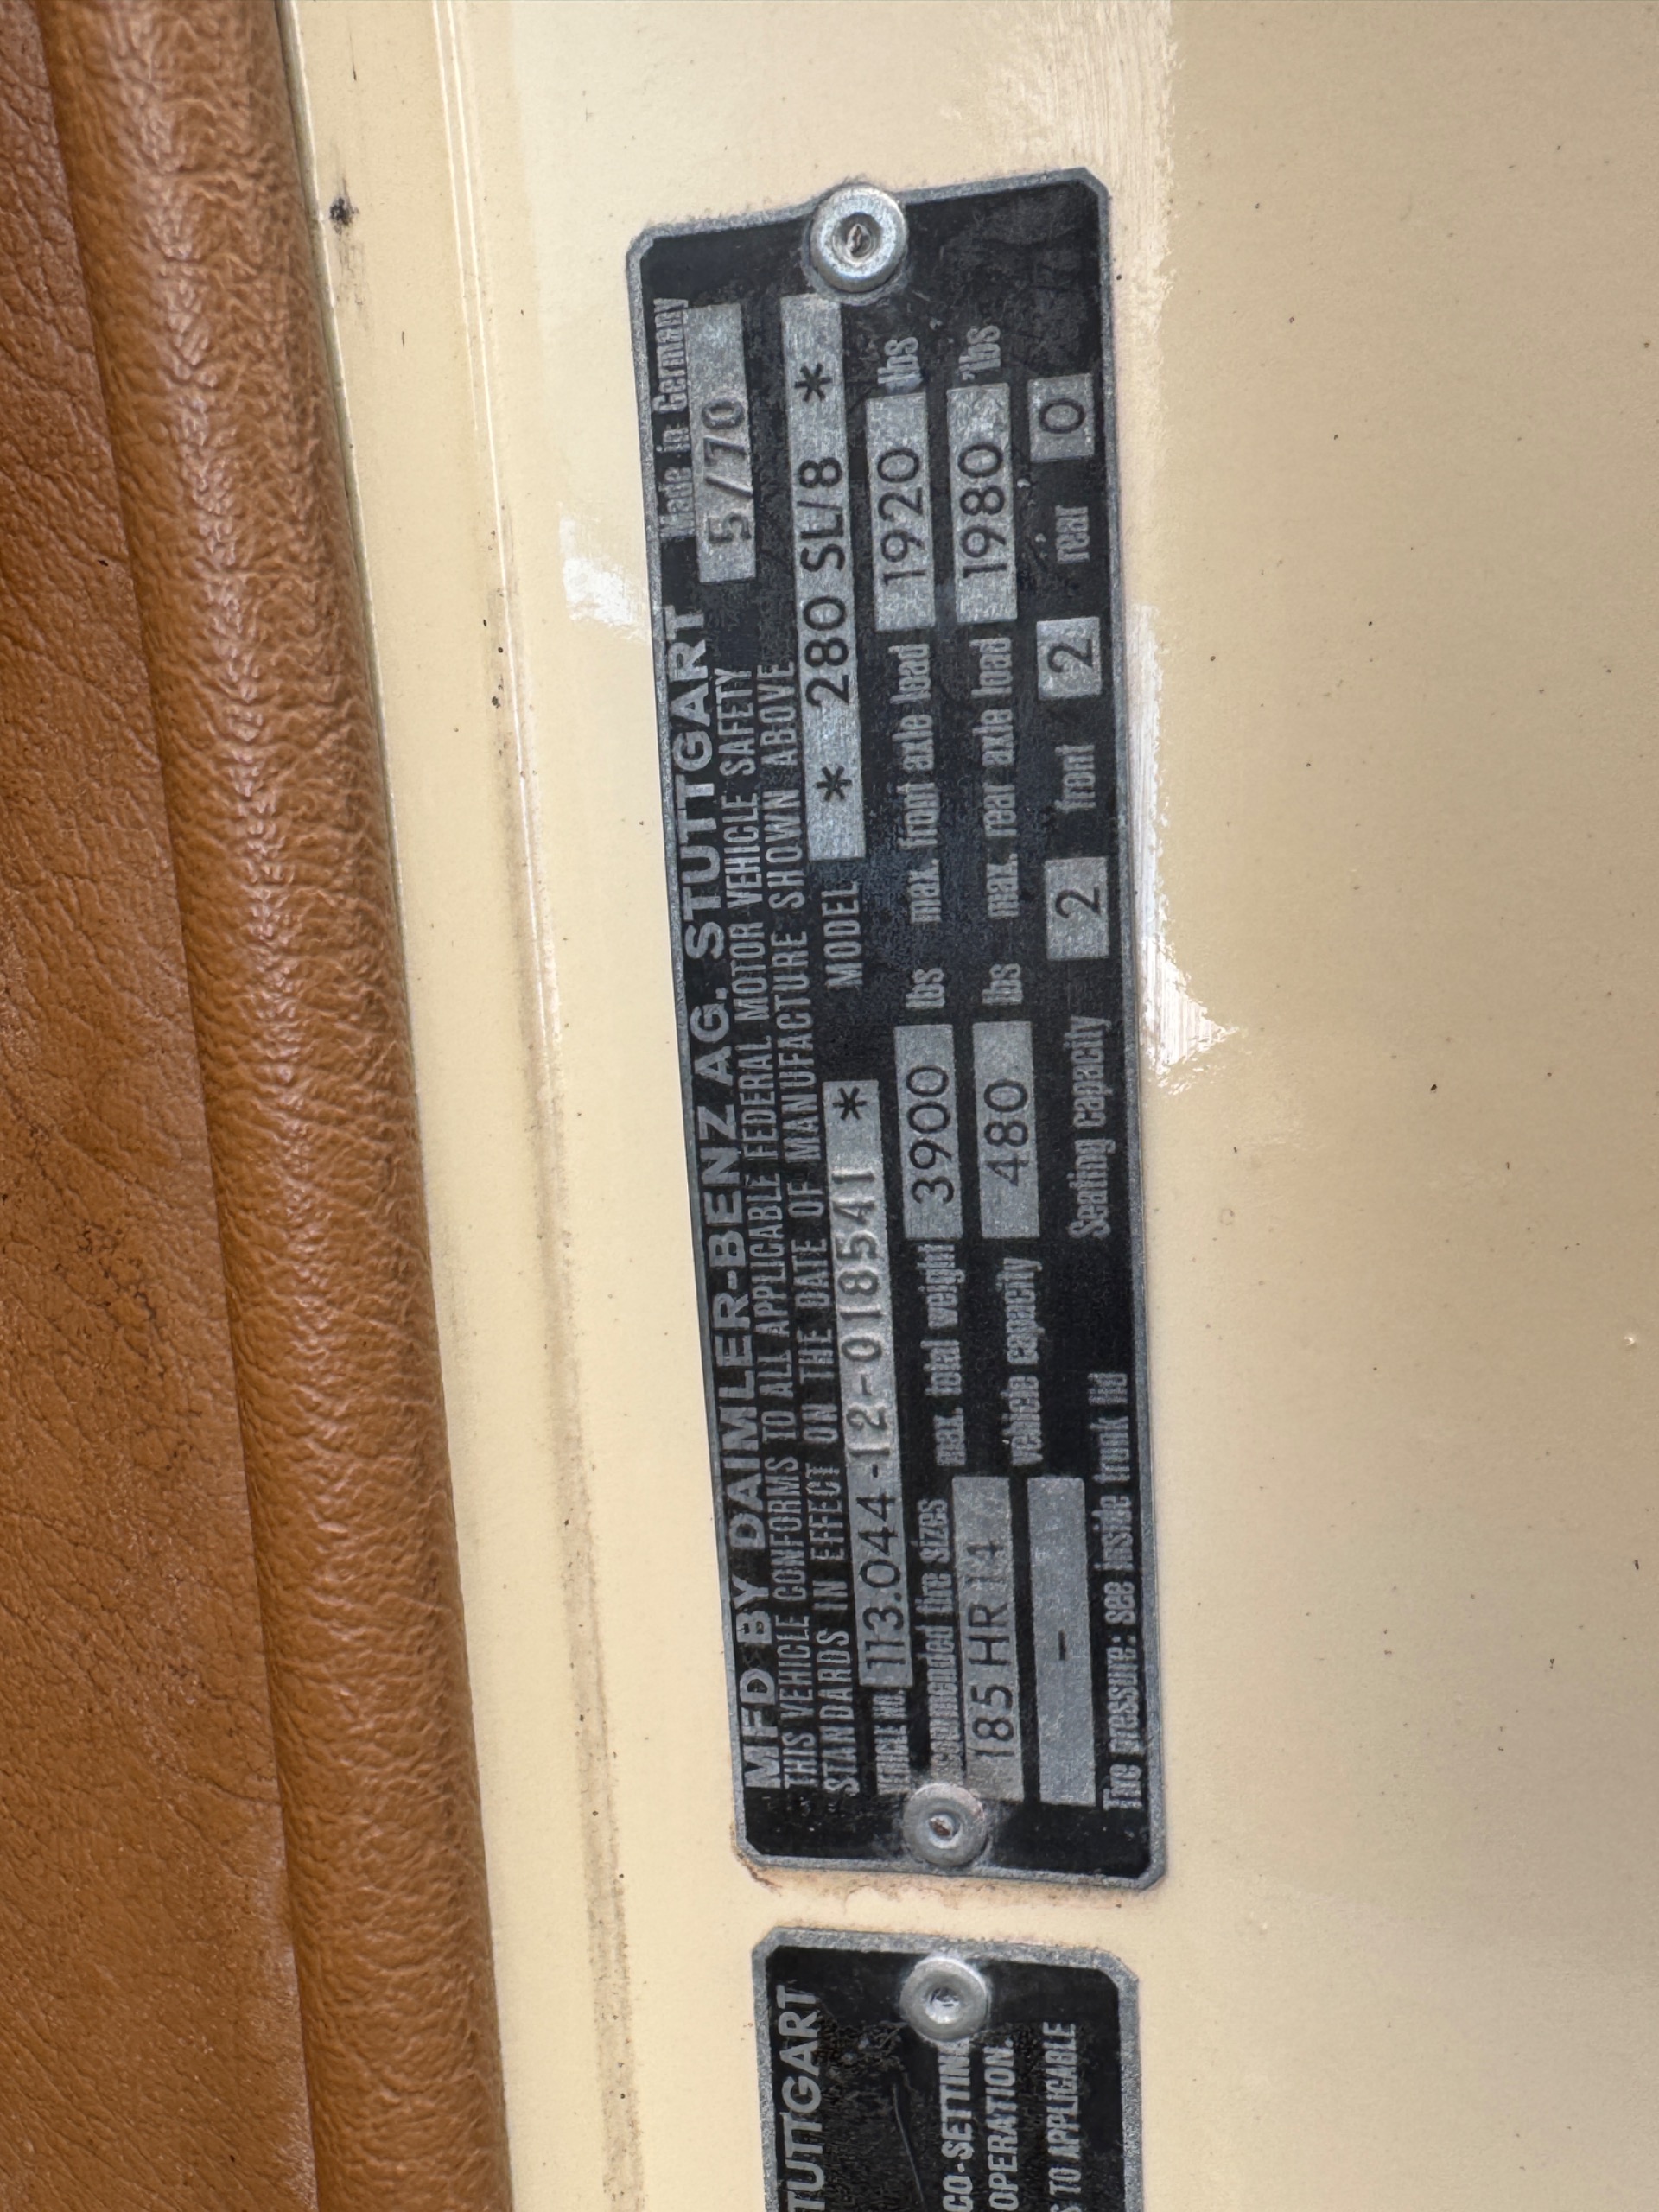 MFD BY DAIMLER-BENZ AG. STUTTGART Made in Germany
THIS VEHICLE CONFORMS TO ALL APPLICABLE FEDERAL MOTOR VEHICLE SAFETY 5/70
STANDARDS IN EFFECT ON THE DATE OF MANUFACTURE SHOWN ABOVE
VEHICLE NO. 113.044-12-018541 * MODEL * 280 SL/8 *
Recommended tire sizes max. total weight 3900 lbs max. front axle load 1920 lbs
185 HR 14 vehicle capacity 480 lbs max. rear axle load 1980 lbs
-
Seating capacity 2 front 2 rear 0
Tire pressure: see inside trunk lid
TUTTGART
CO-SETTING
OPERATION.
S TO APPLICABLE